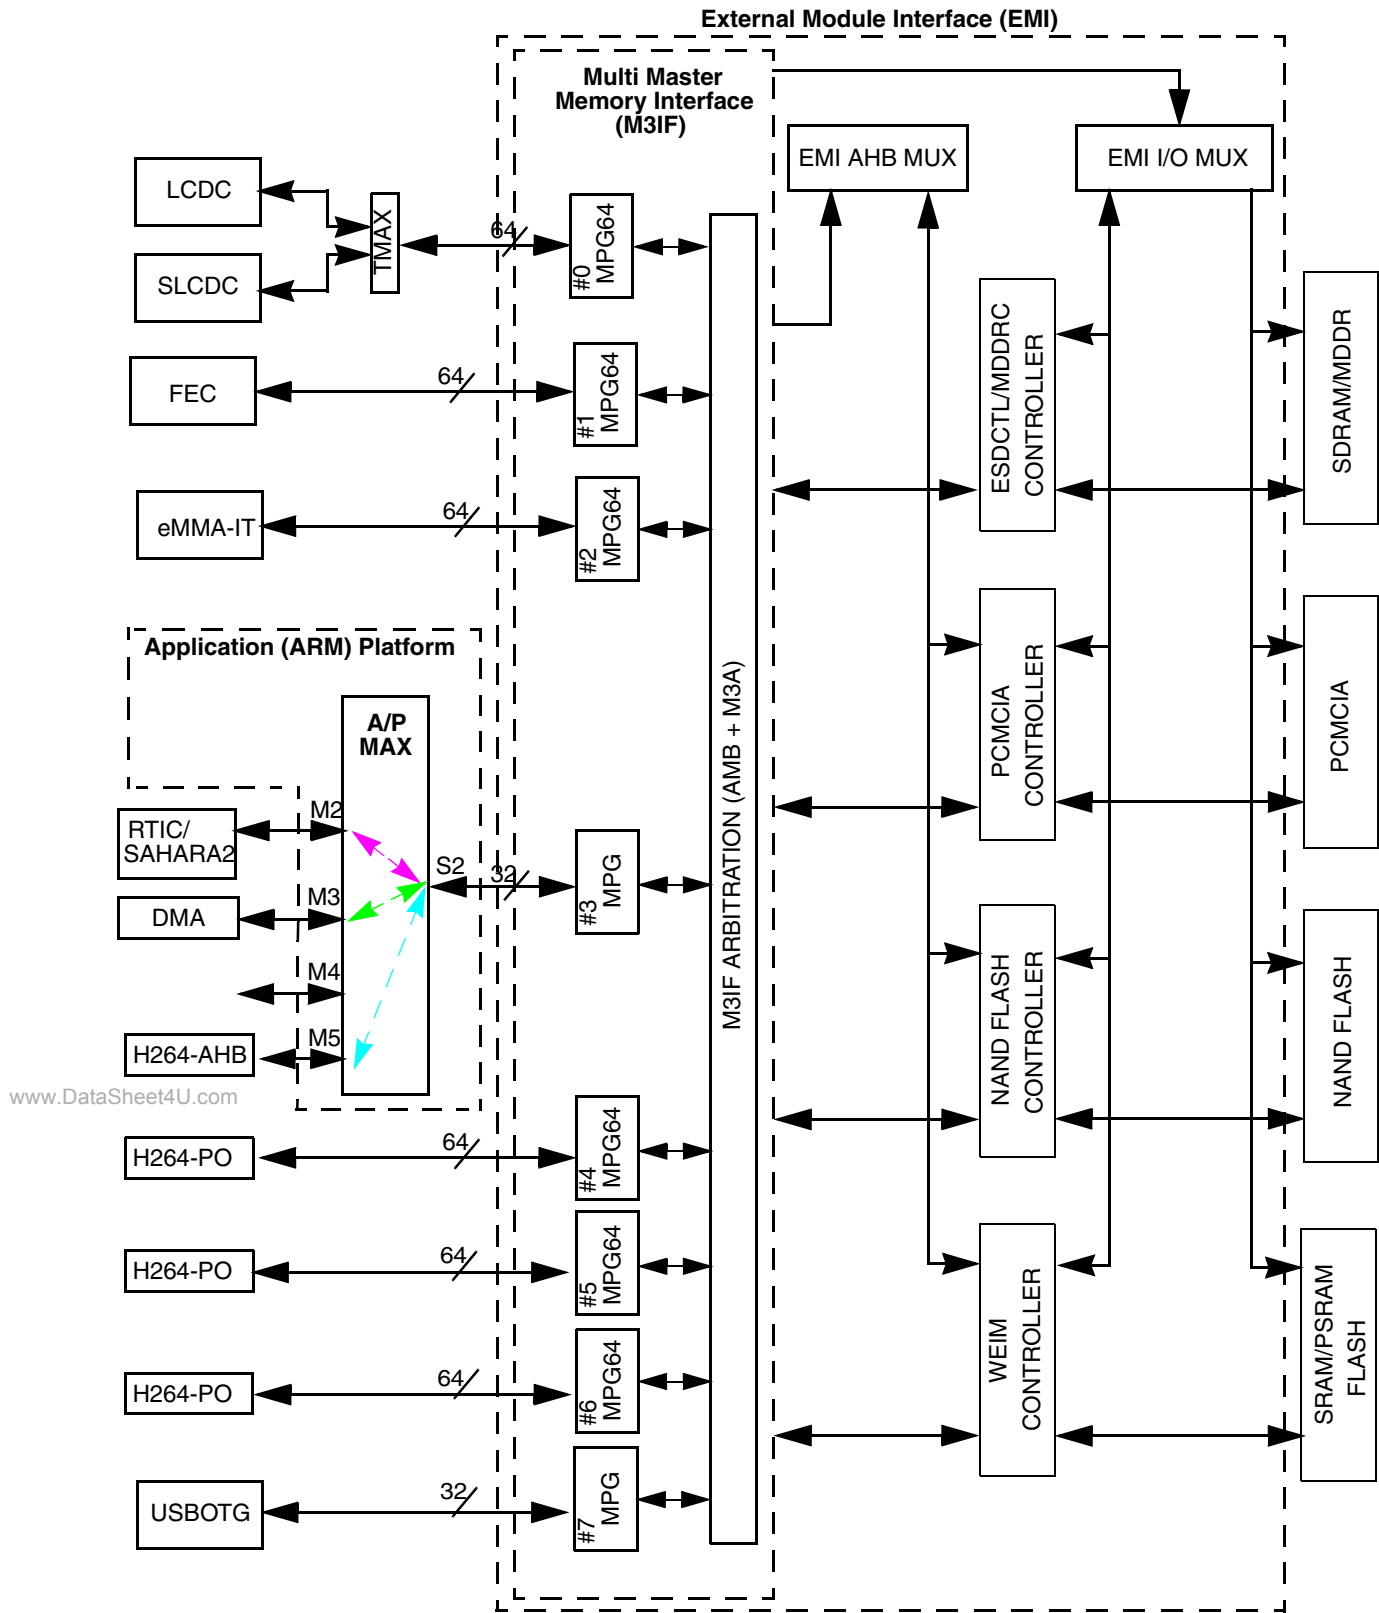 External Module Interface (EMI)
Multi Master
Memory Interface
(M3IF)
EMI AHB MUX
EMI I/O MUX
LCDC
SLCDC
TMAX
64
#0
MPG64
FEC
64
#1
MPG64
eMMA-IT
64
#2
MPG64
Application (ARM) Platform
A/P
MAX
RTIC/
SAHARA2
M2
DMA
M3
M4
H264-AHB
M5
S2
32
#3
MPG
www.DataSheet4U.com
H264-PO
64
#4
MPG64
H264-PO
64
#5
MPG64
H264-PO
64
#6
MPG64
USBOTG
32
#7
MPG
M3IF ARBITRATION (AMB + M3A)
ESDCTL/MDDRC
CONTROLLER
SDRAM/MDDR
PCMCIA
CONTROLLER
PCMCIA
NAND FLASH
CONTROLLER
NAND FLASH
WEIM
CONTROLLER
SRAM/PSRAM
FLASH